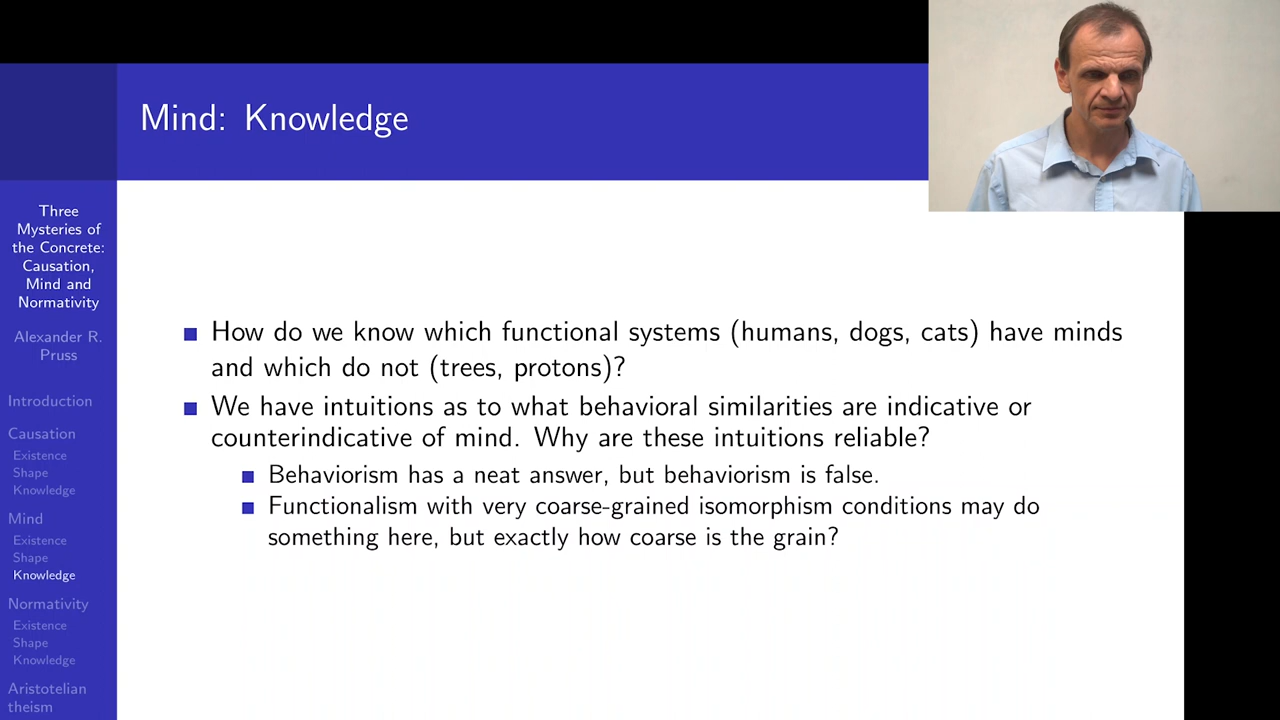 Mind: Knowledge
Three
Mysteries of
the Concrete:
Causation,
Mind and
Normativity
Alexander R.
Pruss
Introduction
Causation
Existence
Shape
Knowledge
Mind
Existence
Shape
Knowledge
Normativity
Existence
Shape
Knowledge
Aristotelian
theism
How do we know which functional systems (humans, dogs, cats) have minds
and which do not (trees, protons)?
We have intuitions as to what behavioral similarities are indicative or
counterindicative of mind. Why are these intuitions reliable?
Behaviorism has a neat answer, but behaviorism is false.
Functionalism with very coarse-grained isomorphism conditions may do
something here, but exactly how coarse is the grain?